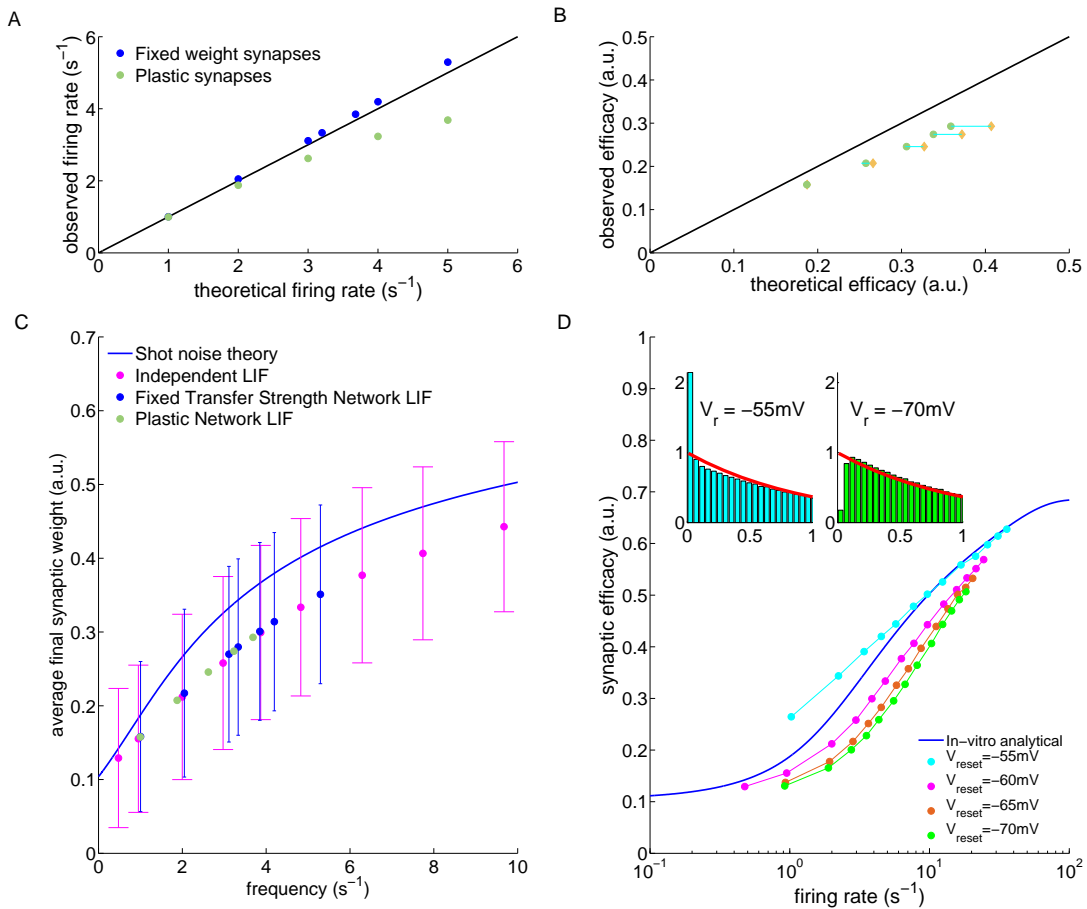 A
observed firing rate (s−1)
6
4
2
0
Fixed weight synapses
Plastic synapses
0 1 2 3 4 5 6
theoretical firing rate (s−1)
B
observed efficacy (a.u.)
0.5
0.4
0.3
0.2
0.1
0
0 0.1 0.2 0.3 0.4 0.5
theoretical efficacy (a.u.)
C
average final synaptic weight (a.u.)
0.7
0.6
0.5
0.4
0.3
0.2
0.1
0
Shot noise theory
Independent LIF
Fixed Transfer Strength Network LIF
Plastic Network LIF
0 2 4 6 8 10
frequency (s−1)
D
synaptic efficacy (a.u.)
1
0.9
0.8
0.7
0.6
0.5
0.4
0.3
0.2
0.1
0
2
1
0
Vr = −55mV
0 0.5 1
2
1
0
Vr = −70mV
0 0.5 1
In−vitro analytical
Vreset=−55mV
Vreset=−60mV
Vreset=−65mV
Vreset=−70mV
10−1 100 101 102
firing rate (s−1)